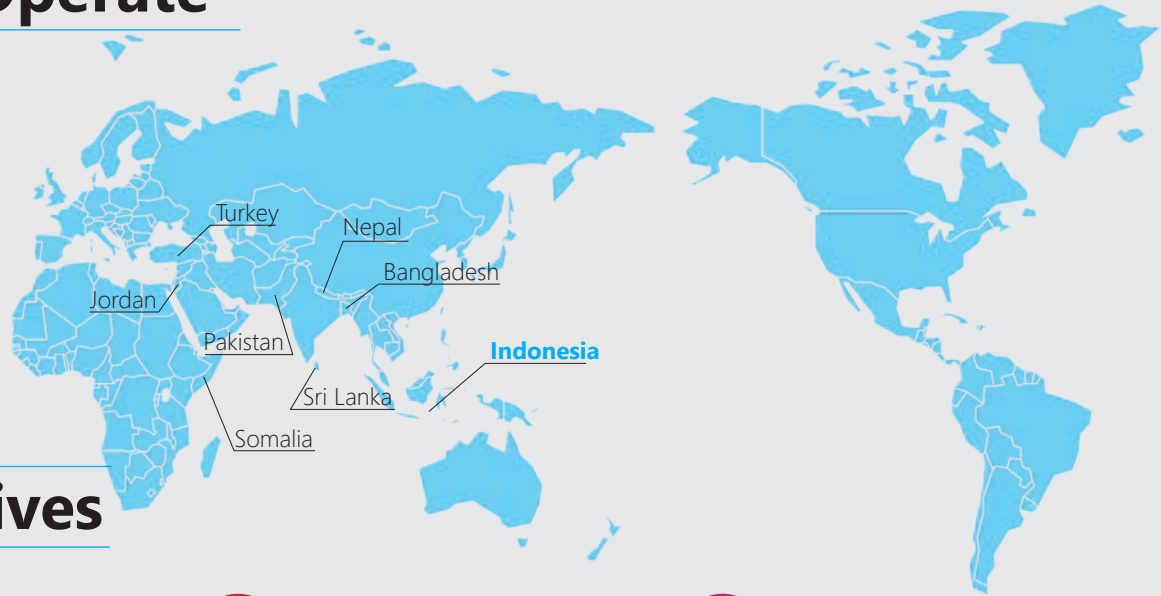 Operate
Turkey
Nepal
Bangladesh
Jordan
Pakistan
Indonesia
Sri Lanka
Somalia
ives